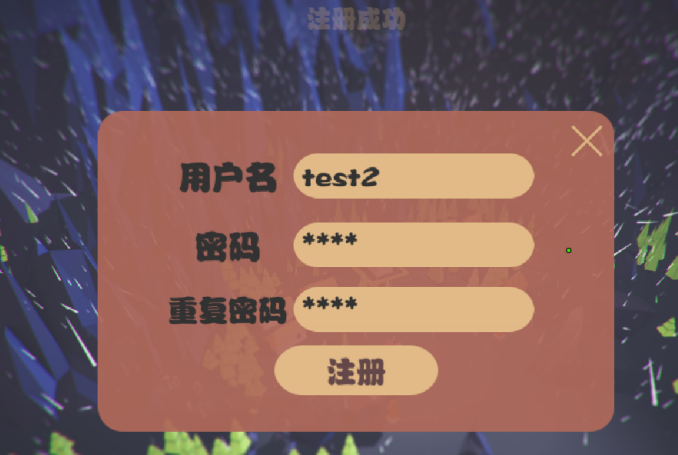 注册成功
用户名 test2
密码 ****
重复密码 ****
注册